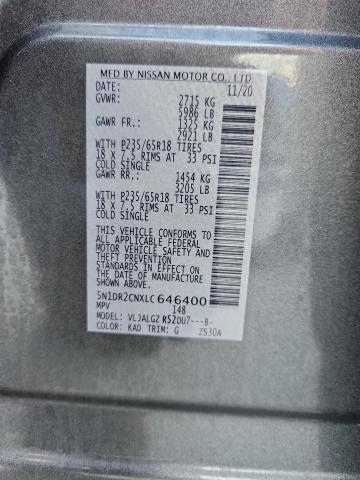 MFD BY NISSAN MOTOR CO., LTD.
DATE: 11/20
GVWR: 2715 KG
5986 LB
GAWR FR. 1325 KG
2921 LB
WITH P235/65R18 TIRES
18 X 7.5 RIMS AT 33 PSI
COLD SINGLE
GAWR RR. 1454 KG
3205 LB
WITH P235/65R18 TIRES
18 X 7.5 RIMS AT 33 PSI
COLD SINGLE
THIS VEHICLE CONFORMS TO
ALL APPLICABLE FEDERAL
MOTOR VEHICLE SAFETY AND
THEFT PREVENTION
STANDARDS IN EFFECT ON
THE DATE OF MANUFACTURE
SHOWN ABOVE.
5N1DR2CNXLC646400
MPV 148
MODEL: VLJALGZ R52DU7---B-
COLOR: KAD TRIM: G ZS30A